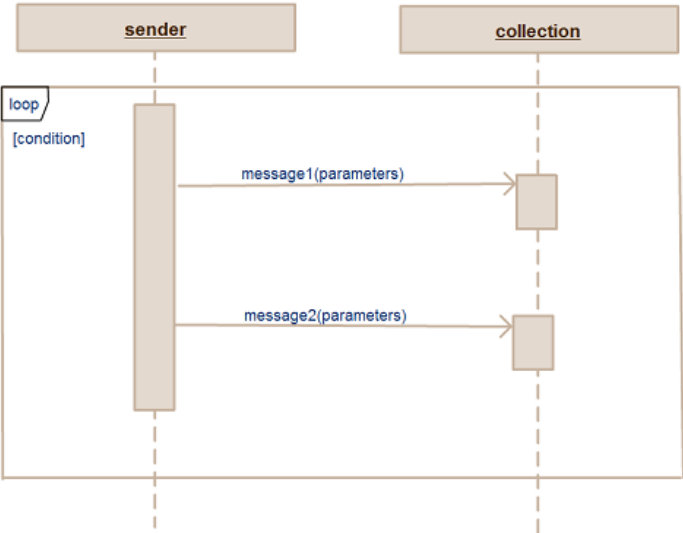 sender
collection
loop
[condition]
message1(parameters)
message2(parameters)